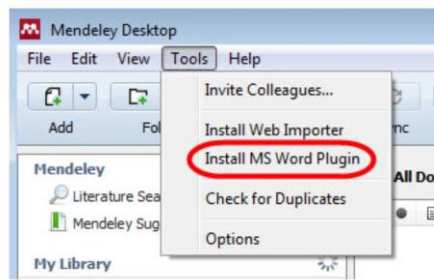 Mendeley Desktop
File Edit View Tools Help
Invite Colleagues...
Install Web Importer
Install MS Word Plugin
Check for Duplicates
Options
Add
Mendeley
All
My Library